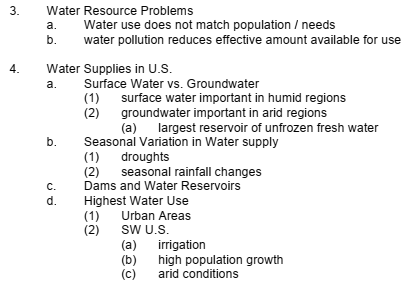 3. Water Resource Problems
a. Water use does not match population / needs
b. water pollution reduces effective amount available for use
4. Water Supplies in U.S.
a. Surface Water vs. Groundwater
(1) surface water important in humid regions
(2) groundwater important in arid regions
(a) largest reservoir of unfrozen fresh water
b. Seasonal Variation in Water supply
(1) droughts
(2) seasonal rainfall changes
c. Dams and Water Reservoirs
d. Highest Water Use
(1) Urban Areas
(2) SW U.S.
(a) irrigation
(b) high population growth
(c) arid conditions